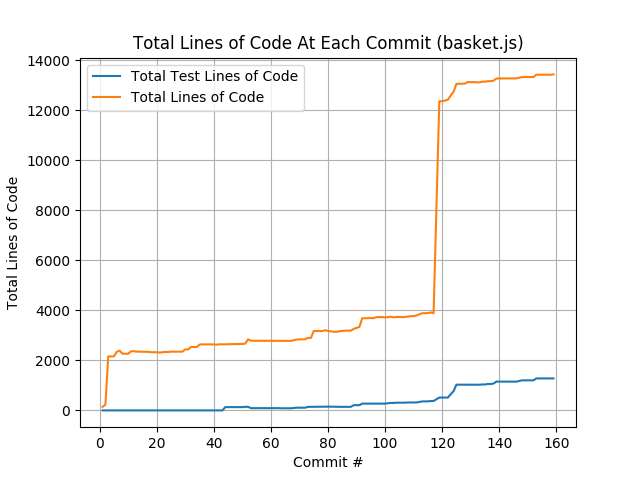 Total Lines of Code At Each Commit (basket.js)
Total Test Lines of Code
Total Lines of Code
Total Lines of Code
14000
12000
10000
8000
6000
4000
2000
0
0 20 40 60 80 100 120 140 160
Commit #